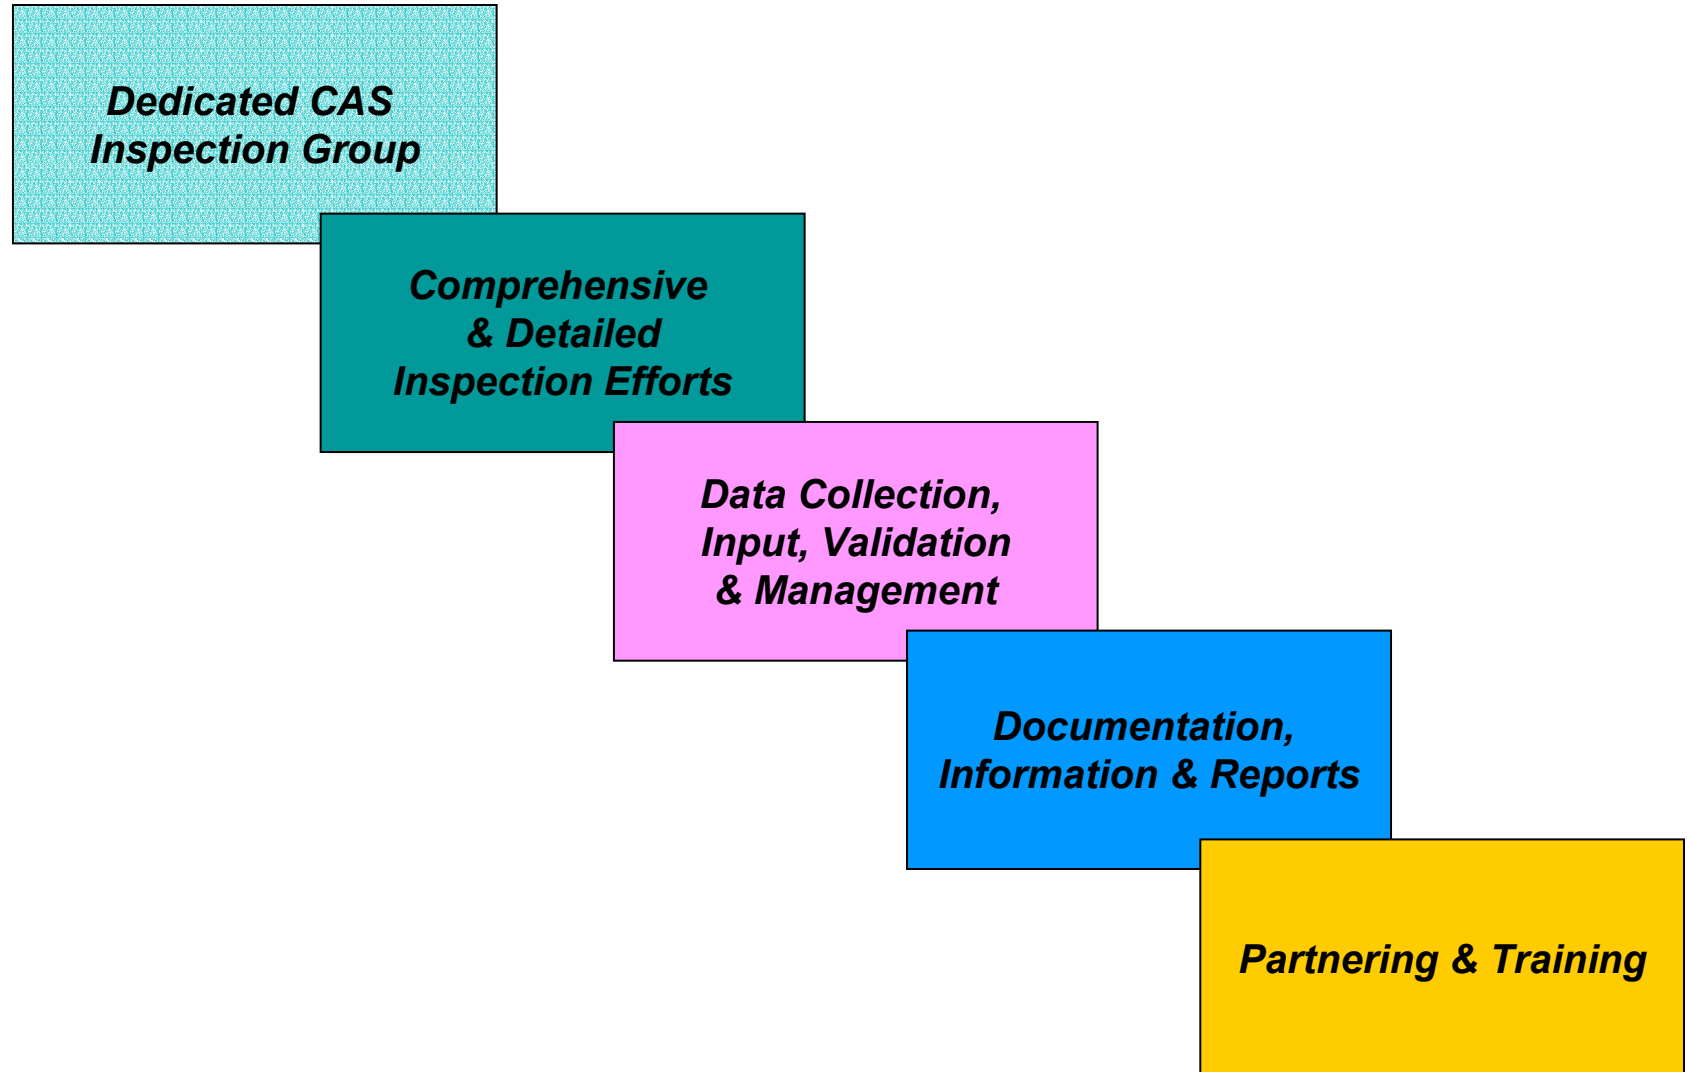 Dedicated CAS
Inspection Group
Comprehensive
& Detailed
Inspection Efforts
Data Collection,
Input, Validation
& Management
Documentation,
Information & Reports
Partnering & Training